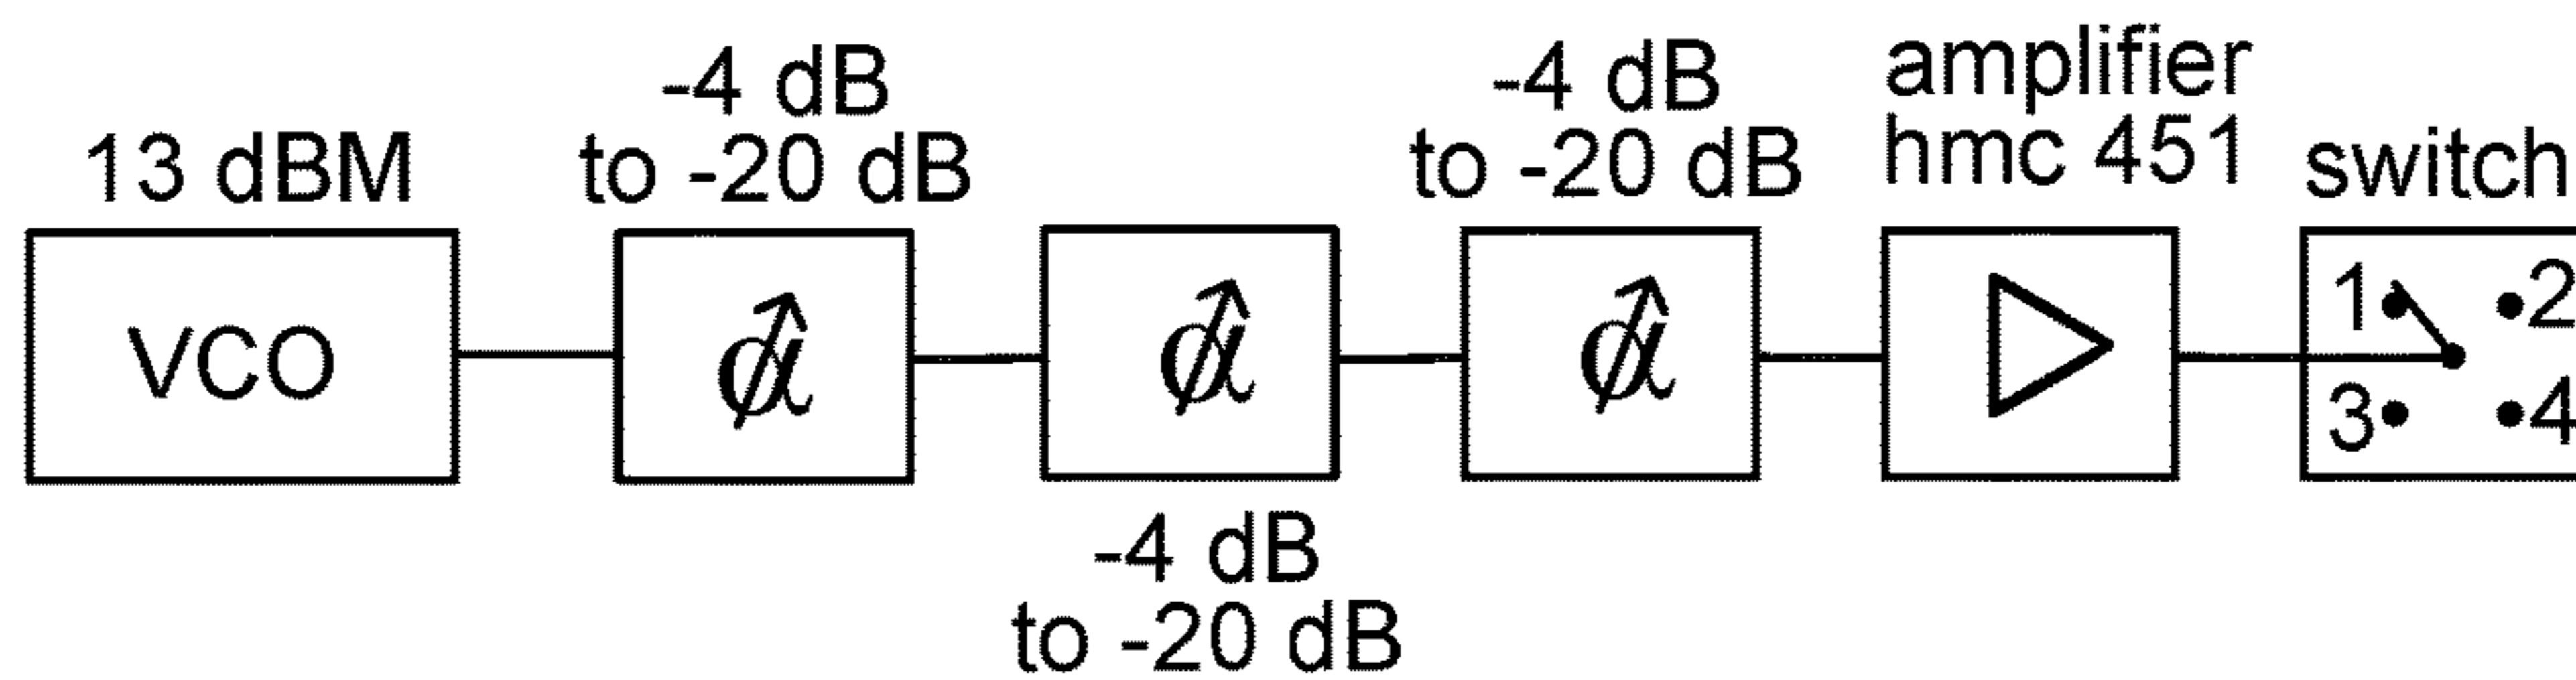 13 dBM
-4 dB
to -20 dB
-4 dB
to -20 dB
amplifier
hmc 451
switch
VCO
α
α
α
1
2
3
4
-4 dB
to -20 dB